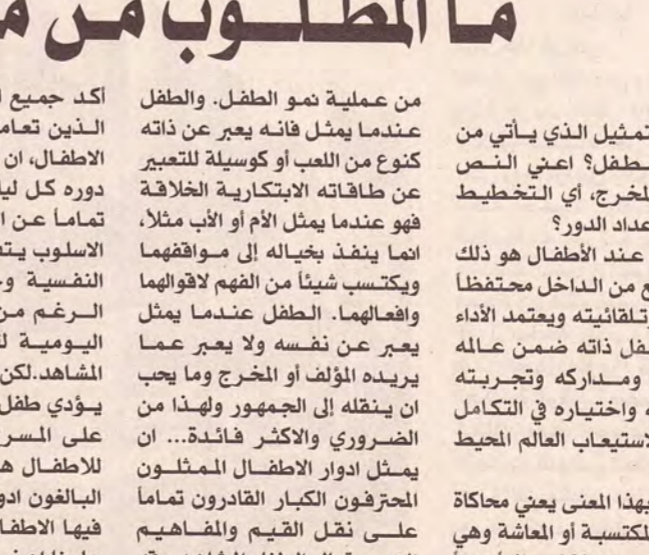 ما المطلوب من
تمثيل الذي يأتي من
لطفل؟ اعني النص
لمخرج، أي التخطيط
عداد الدور؟
عند الأطفال هو ذلك
ع من الداخل محتفظاً
وتلقائيته ويعتمد الأداء
فل ذاته ضمن عالمه
ومداركه وتجربته
ه واختياره في التكامل
لاستيعاب العالم المحيط
بهذا المعنى يعني محاكاة
لمكتسبة أو المعاشة وهي
من عملية نمو الطفل. والطفل
عندما يمثل فانه يعبر عن ذاته
كنوع من اللعب أو كوسيلة للتعبير
عن طاقاته الابتكارية الخلاقة
فهو عندما يمثل الأم أو الأب مثلاً،
انما ينفذ بخياله إلى مواقفهما
ويكتسب شيئاً من الفهم لاقوالهما
وافعالهما. الطفل عندما يمثل
يعبر عن نفسه ولا يعبر عما
يريده المؤلف أو المخرج وما يحب
ان ينقله إلى الجمهور ولهذا من
الضروري والاكثر فائدة... ان
يمثل ادوار الاطفال الممثلون
المحترفون الكبار القادرون تماماً
على نقل القيم والمفاهيم
أكد جميع
الذين تعام
الاطفال، ان
دوره كل ليل
تماماً عن ا
الاسلوب يتف
النفسية و
الرغم من
اليومية لل
المشاهد.لكن
يؤدي طفل
على المسر
للاطفال ه
البالغون ادو
فيها الاطفا